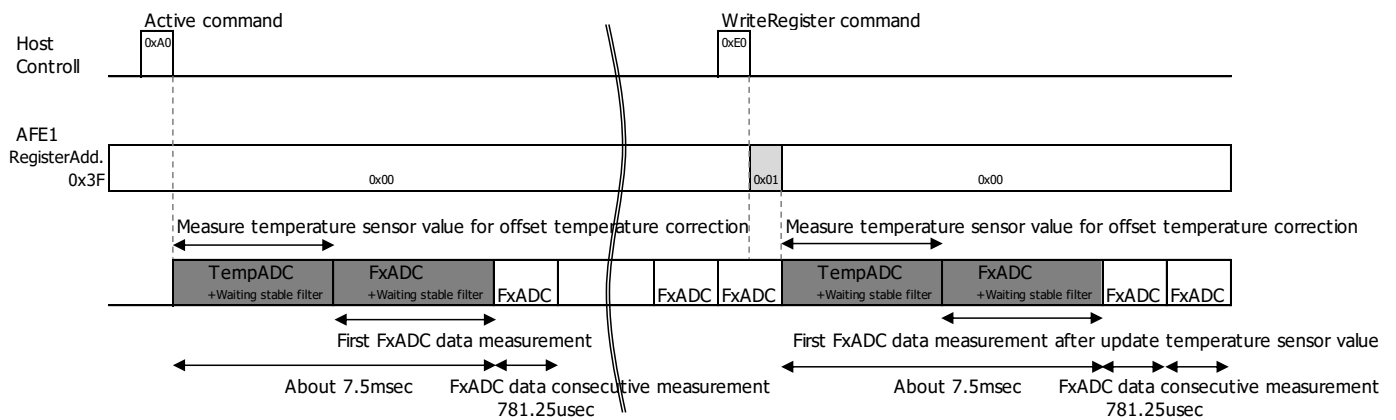 Active command
WriteRegister command
Host
Controll
0xA0
0xE0
AFE1
RegisterAdd.
0x3F
0x00
0x01
0x00
Measure temperature sensor value for offset temperature correction
Measure temperature sensor value for offset temperature correction
TempADC
+Waiting stable filter
FxADC
+Waiting stable filter
FxADC
FxADC
FxADC
TempADC
+Waiting stable filter
FxADC
+Waiting stable filter
FxADC
FxADC
First FxADC data measurement
First FxADC data measurement after update temperature sensor value
About 7.5msec
FxADC data consecutive measurement
781.25usec
About 7.5msec
FxADC data consecutive measurement
781.25usec